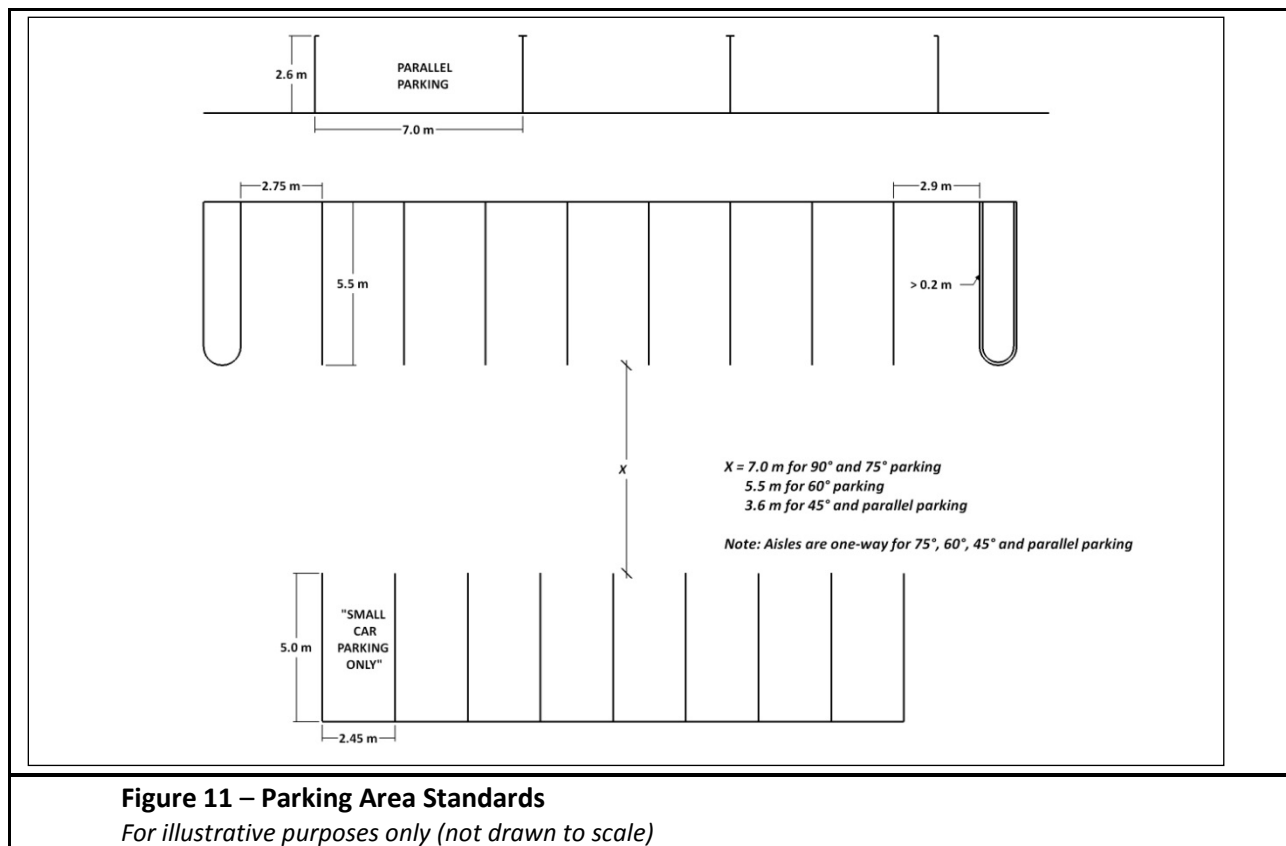 2.6 m
PARALLEL
PARKING
7.0 m
2.75 m
2.9 m
5.5 m
> 0.2 m
X
X = 7.0 m for 90° and 75° parking
5.5 m for 60° parking
3.6 m for 45° and parallel parking
Note: Aisles are one-way for 75°, 60°, 45° and parallel parking
"SMALL
CAR
PARKING
ONLY"
5.0 m
2.45 m
Figure 11 – Parking Area Standards
For illustrative purposes only (not drawn to scale)